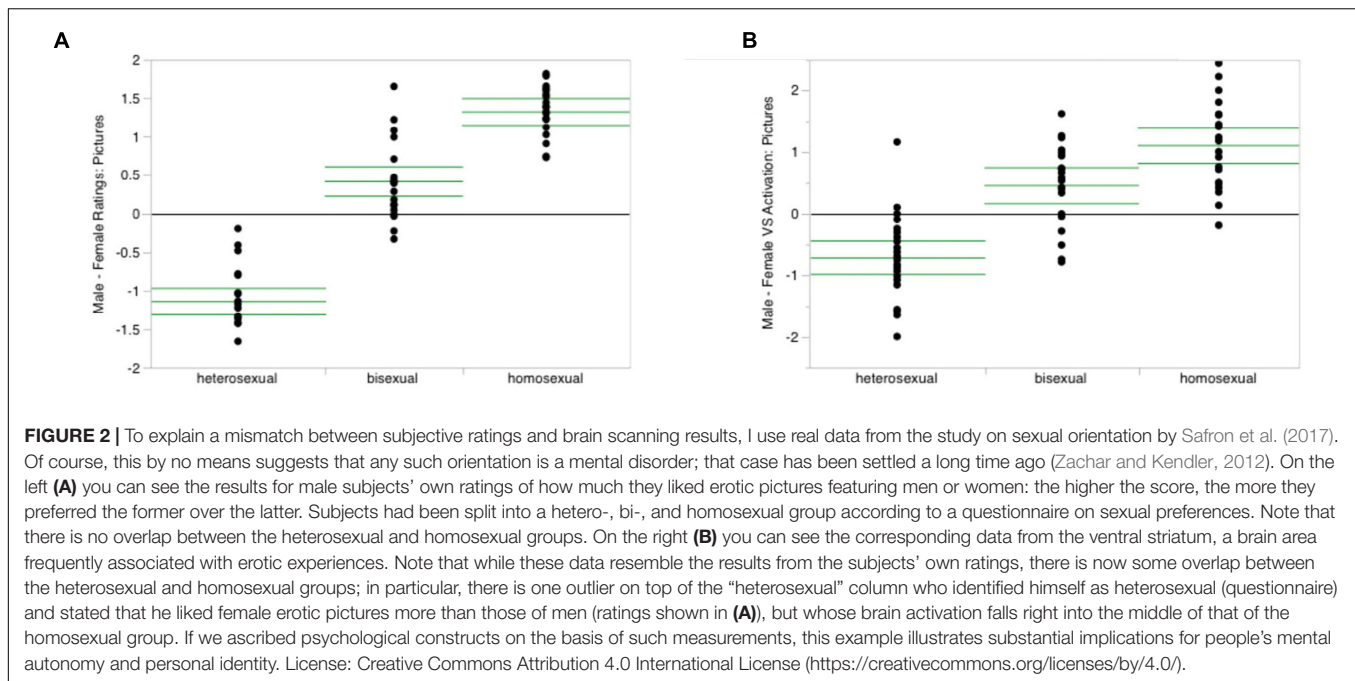 A
B
Male - Female Ratings: Pictures
2
1.5
1
0.5
0
-0.5
-1
-1.5
-2
heterosexual bisexual homosexual
Male - Female VS Activation: Pictures
2
1
0
-1
-2
heterosexual bisexual homosexual
FIGURE 2 | To explain a mismatch between subjective ratings and brain scanning results, I use real data from the study on sexual orientation by Safron et al. (2017).
Of course, this by no means suggests that any such orientation is a mental disorder; that case has been settled a long time ago (Zachar and Kendler, 2012). On the
left (A) you can see the results for male subjects' own ratings of how much they liked erotic pictures featuring men or women: the higher the score, the more they
preferred the former over the latter. Subjects had been split into a hetero-, bi-, and homosexual group according to a questionnaire on sexual preferences. Note that
there is no overlap between the heterosexual and homosexual groups. On the right (B) you can see the corresponding data from the ventral striatum, a brain area
frequently associated with erotic experiences. Note that while these data resemble the results from the subjects' own ratings, there is now some overlap between
the heterosexual and homosexual groups; in particular, there is one outlier on top of the “heterosexual” column who identified himself as heterosexual (questionnaire)
and stated that he liked female erotic pictures more than those of men (ratings shown in (A)), but whose brain activation falls right into the middle of that of the
homosexual group. If we ascribed psychological constructs on the basis of such measurements, this example illustrates substantial implications for people's mental
autonomy and personal identity. License: Creative Commons Attribution 4.0 International License (https://creativecommons.org/licenses/by/4.0/).